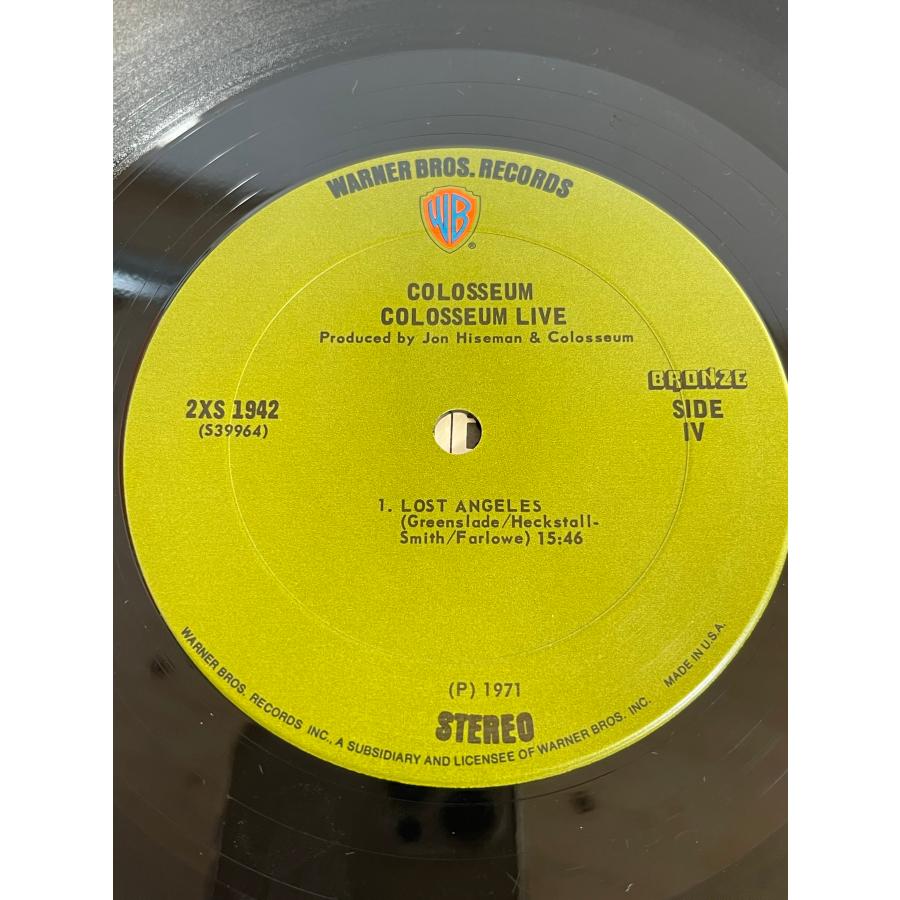 WARNER BROS. RECORDS
WB
®
COLOSSEUM
COLOSSEUM LIVE
Produced by Jon Hiseman & Colosseum
BRONZE
2XS 1942
(S39964)
SIDE
IV
1. LOST ANGELES
(Greenslade/Heckstall-
Smith/Farlowe) 15:46
(P) 1971
STEREO
WARNER BROS. RECORDS INC., A SUBSIDIARY AND LICENSEE OF WARNER BROS. INC. MADE IN U.S.A.